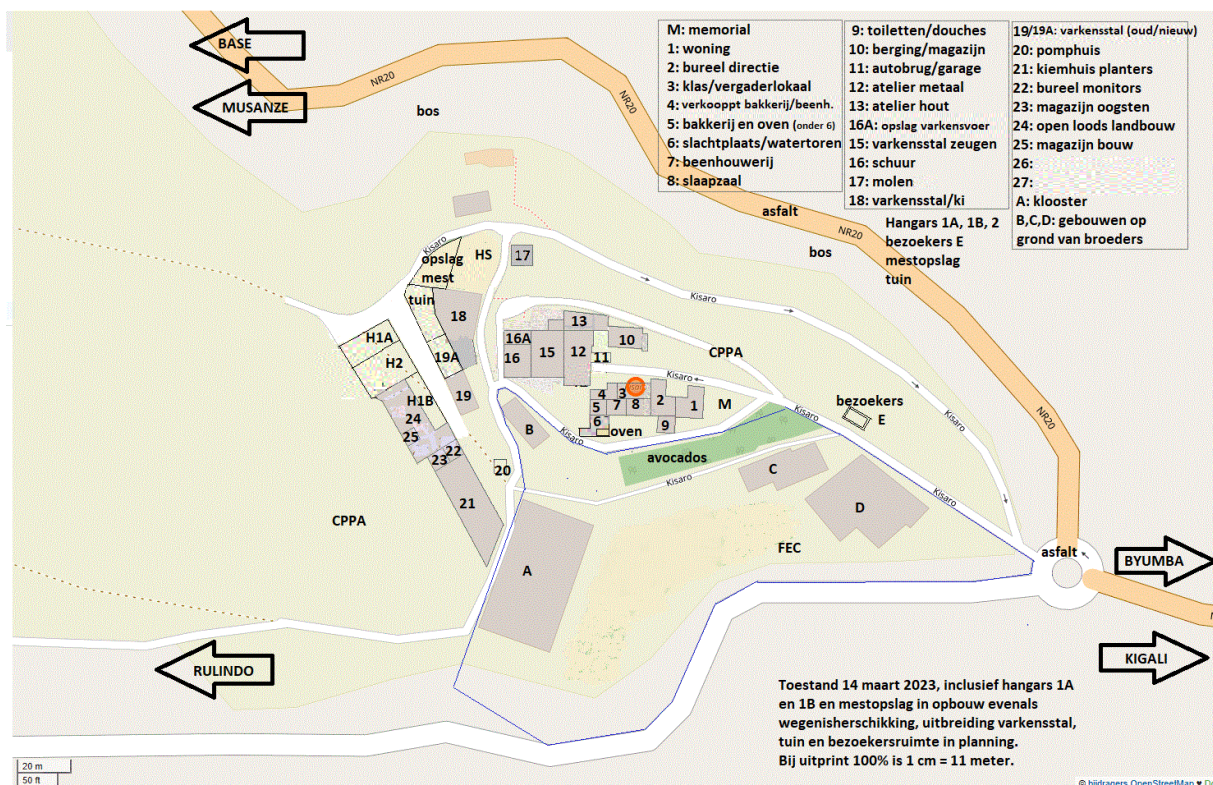 M: memorial
1: woning
2: bureel directie
3: klas/vergaderlokaal
4: verkooppt bakkerij/beenh.
5: bakkerij en oven (onder 6)
6: slachtplaats/watertoren
7: beenhouwerij
8: slaapzaal
9: toiletten/douches
10: berging/magazijn
11: autobrug/garage
12: atelier metaal
13: atelier hout
16A: opslag varkensvoer
15: varkensstal zeugen
16: schuur
17: molen
18: varkensstal/ki
19/19A: varkensstal (oud/nieuw)
20: pomphuis
21: kiemhuis planters
22: bureel monitors
23: magazijn oogsten
24: open loods landbouw
25: magazijn bouw
26:
27:
A: klooster
B,C,D: gebouwen op
grond van broeders
Hangars 1A, 1B, 2
bezoekers E
mestopslag
tuin
BASE
MUSANZE
NR20
bos
NR20
asfalt
NR20
bos
Kisaro
opslag
mest
HS
17
tuin
18
Kisaro
H1A
H2
19A
16A
13
10
16
15
12
11
CPPA
Kisaro
H1B
24
25
19
4
3
2
1
M
5
7
8
6
9
oven
B
Kisaro
Kisaro
bezoekers
E
NR20
22
23
20
avocados
C
Kisaro
21
D
Kisaro
CPPA
FEC
A
asfalt
BYUMBA
RULINDO
KIGALI
Toestand 14 maart 2023, inclusief hangars 1A
en 1B en mestopslag in opbouw evenals
wegenisherschikking, uitbreiding varkensstal,
tuin en bezoekersruimte in planning.
Bij uitprint 100% is 1 cm = 11 meter.
20 m
50 ft
© bijdragers OpenStreetMap ♥